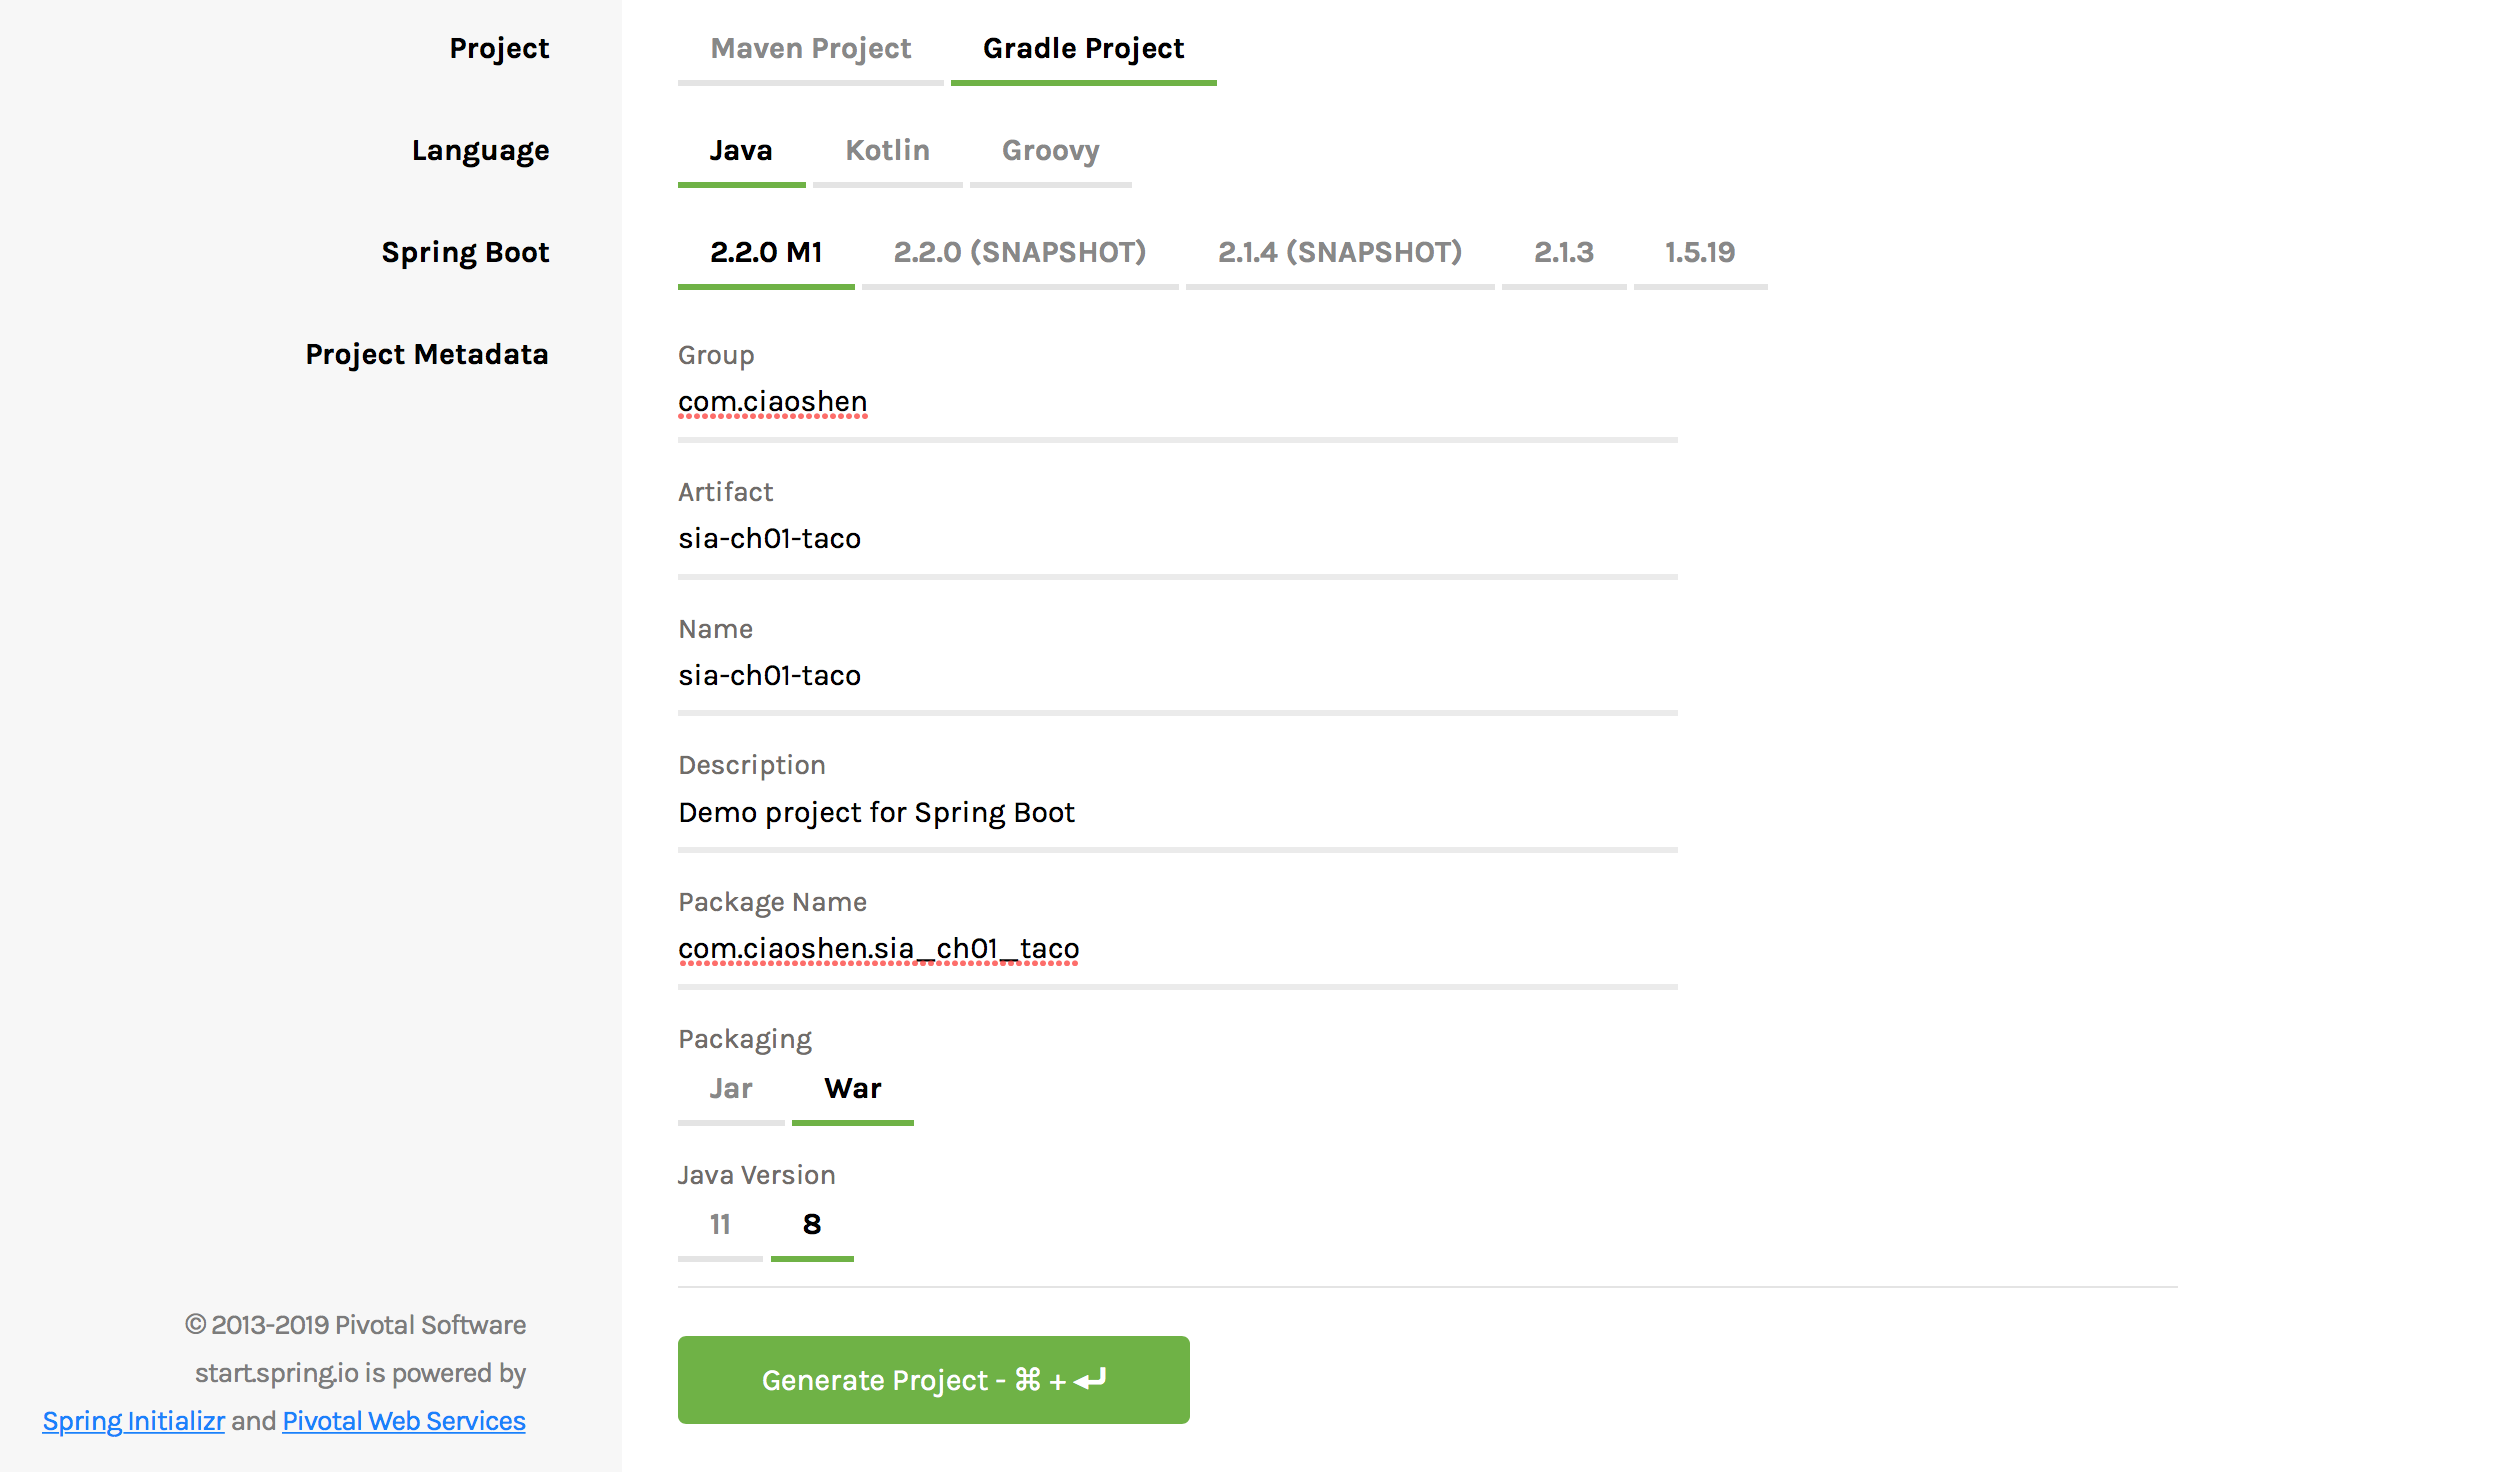 Project Maven Project Gradle Project
Language Java Kotlin Groovy
Spring Boot 2.2.0 M1 2.2.0 (SNAPSHOT) 2.1.4 (SNAPSHOT) 2.1.3 1.5.19
Project Metadata Group
com.ciaoshen
Artifact
sia-ch01-taco
Name
sia-ch01-taco
Description
Demo project for Spring Boot
Package Name
com.ciaoshen.sia_ch01_taco
Packaging
Jar War
Java Version
11 8
© 2013-2019 Pivotal Software
start.spring.io is powered by
Spring Initializr and Pivotal Web Services
Generate Project - ⌘ + ↵